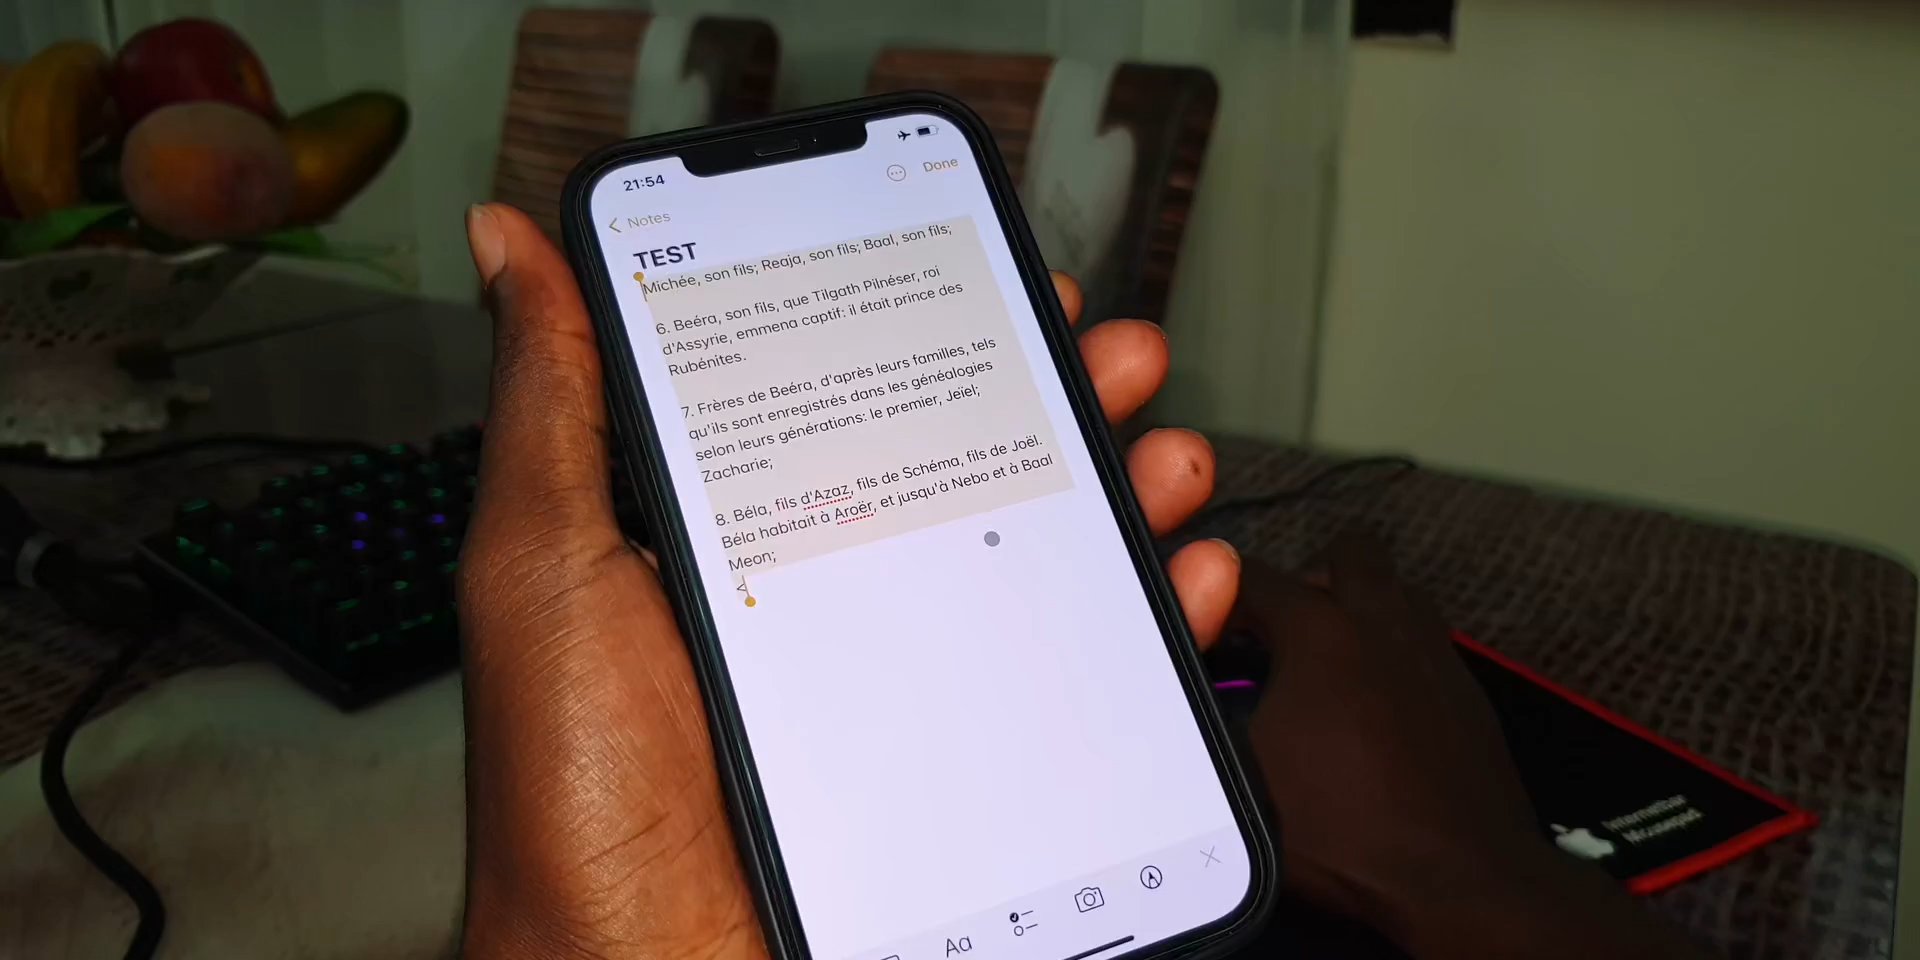 21:54
Notes
Done
TEST
Michée, son fils; Reaja, son fils; Baal, son fils;
6. Beéra, son fils, que Tilgath Pilnéser, roi
d'Assyrie, emmena captif: il était prince des
Rubénites.
7. Frères de Beéra, d'après leurs familles, tels
qu'ils sont enregistrés dans les généalogies
selon leurs générations: le premier, Jeïel;
Zacharie;
8. Béla, fils d'Azaz, fils de Schéma, fils de Joël.
Béla habitait à Aroër, et jusqu'à Nebo et à Baal
Meon;
<
Aa
Mousepad